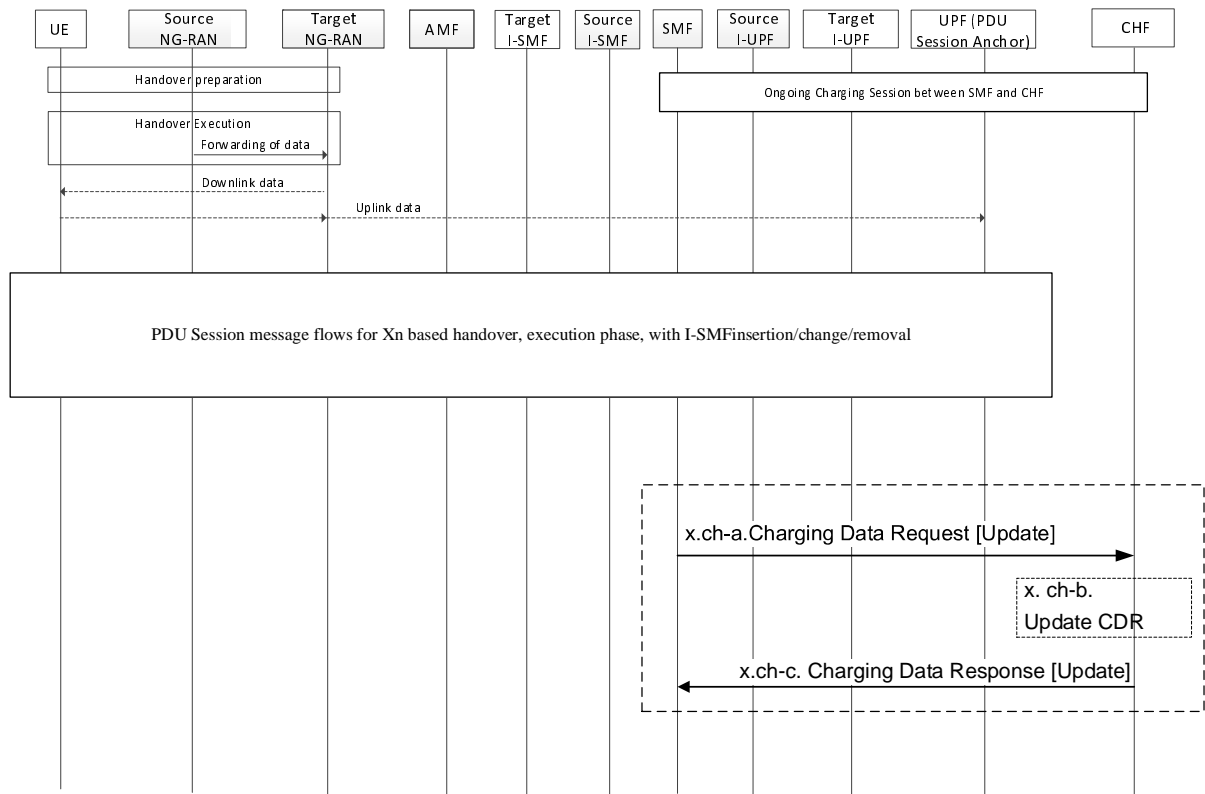 UE
Source
NG-RAN
Target
NG-RAN
AMF
Target
I-SMF
Source
I-SMF
SMF
Source
I-UPF
Target
I-UPF
UPF (PDU
Session Anchor)
CHF
Handover preparation
Ongoing Charging Session between SMF and CHF
Handover Execution
Forwarding of data
Downlink data
Uplink data
PDU Session message flows for Xn based handover, execution phase, with I-SMFinsertion/change/removal
x.ch-a.Charging Data Request [Update]
x. ch-b.
Update CDR
x.ch-c. Charging Data Response [Update]